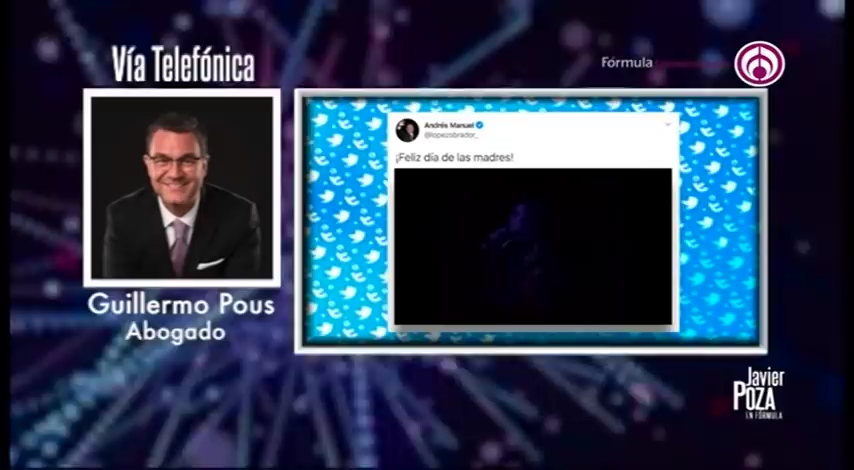 Vía Telefónica
Fórmula
Andrés Manuel
@lopezobrador_
¡Feliz día de las madres!
Guillermo Pous
Abogado
Javier
POZA
EN FÓRMULA